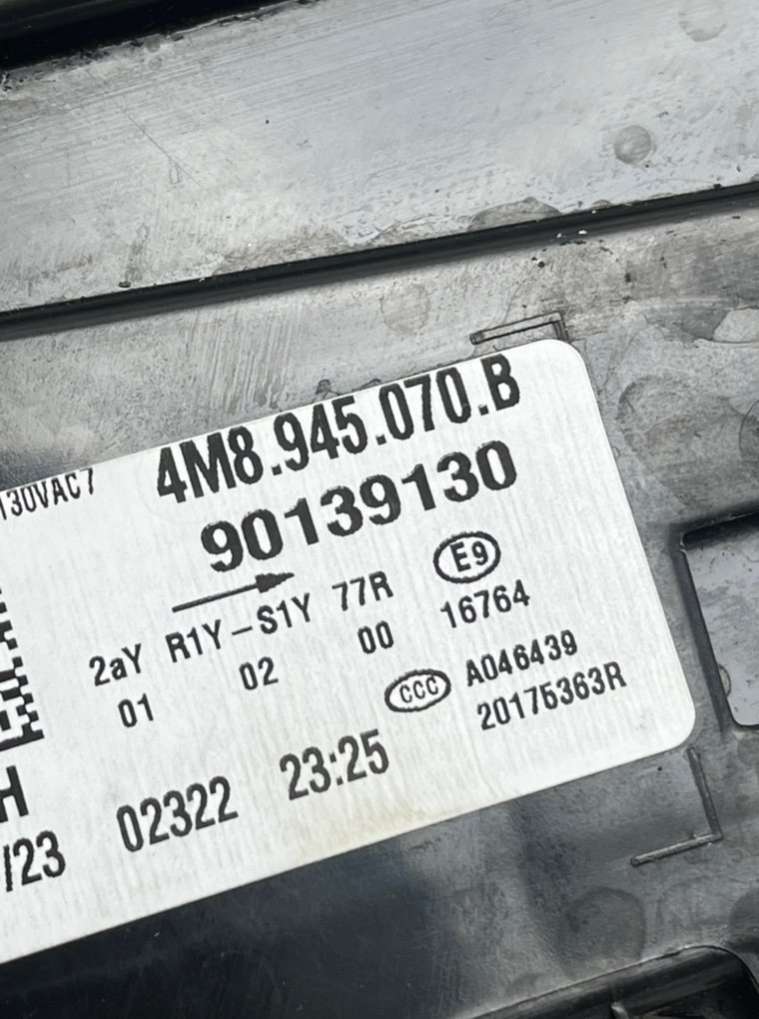 130VAC7 4M8.945.070.B
90139130
2aY R1Y–S1Y 77R E9
01 02 00 16764
CCC A046439
20175363R
H
/23 02322 23:25